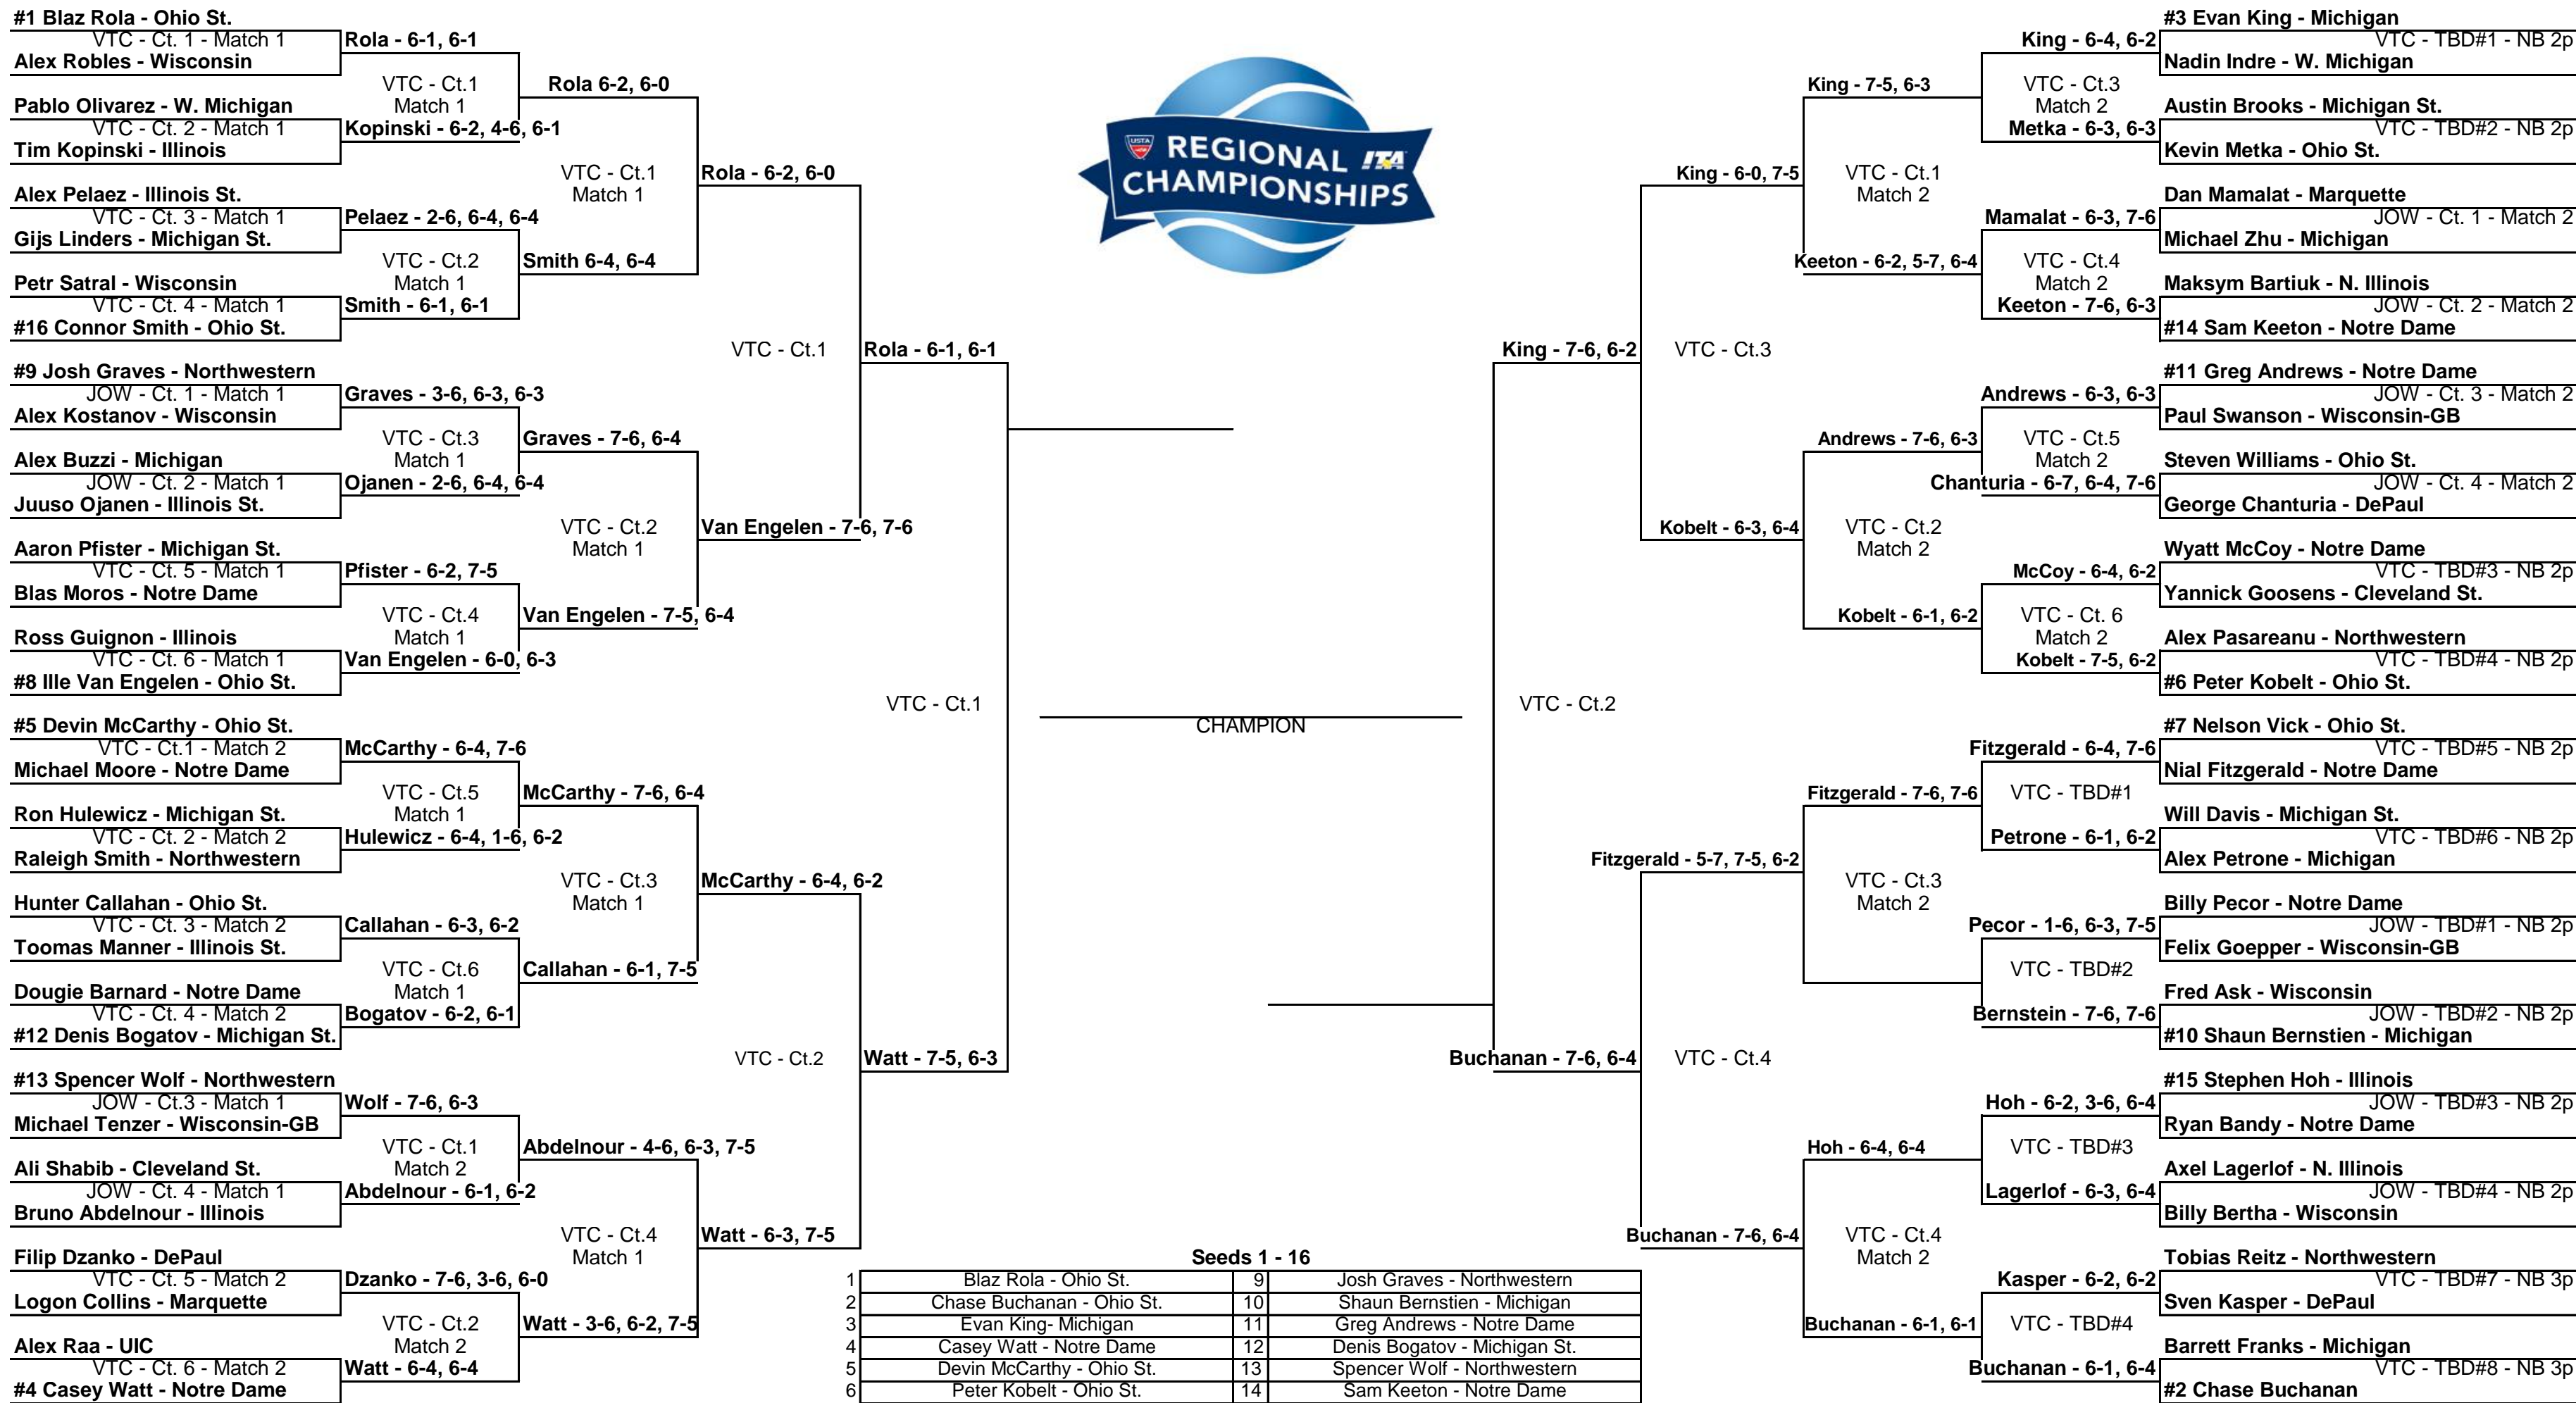 #1 Blaz Rola - Ohio St.
VTC - Ct. 1 - Match 1
Alex Robles - Wisconsin
Pablo Olivarez - W. Michigan
VTC - Ct. 2 - Match 1
Tim Kopinski - Illinois
Alex Pelaez - Illinois St.
VTC - Ct. 3 - Match 1
Gijs Linders - Michigan St.
Petr Satral - Wisconsin
VTC - Ct. 4 - Match 1
#16 Connor Smith - Ohio St.
#9 Josh Graves - Northwestern
JOW - Ct. 1 - Match 1
Alex Kostanov - Wisconsin
Alex Buzzi - Michigan
JOW - Ct. 2 - Match 1
Juuso Ojanen - Illinois St.
Aaron Pfister - Michigan St.
VTC - Ct. 5 - Match 1
Blas Moros - Notre Dame
Ross Guignon - Illinois
VTC - Ct. 6 - Match 1
#8 Ille Van Engelen - Ohio St.
#5 Devin McCarthy - Ohio St.
VTC - Ct.1 - Match 2
Michael Moore - Notre Dame
Ron Hulewicz - Michigan St.
VTC - Ct. 2 - Match 2
Raleigh Smith - Northwestern
Hunter Callahan - Ohio St.
VTC - Ct. 3 - Match 2
Toomas Manner - Illinois St.
Dougie Barnard - Notre Dame
VTC - Ct. 4 - Match 2
#12 Denis Bogatov - Michigan St.
#13 Spencer Wolf - Northwestern
JOW - Ct.3 - Match 1
Michael Tenzer - Wisconsin-GB
Ali Shabib - Cleveland St.
JOW - Ct. 4 - Match 1
Bruno Abdelnour - Illinois
Filip Dzanko - DePaul
VTC - Ct. 5 - Match 2
Logon Collins - Marquette
Alex Raa - UIC
VTC - Ct. 6 - Match 2
#4 Casey Watt - Notre Dame
Rola - 6-1, 6-1
VTC - Ct.1
Match 1
Kopinski - 6-2, 4-6, 6-1
Pelaez - 2-6, 6-4, 6-4
VTC - Ct.2
Match 1
Smith - 6-1, 6-1
Graves - 3-6, 6-3, 6-3
VTC - Ct.3
Match 1
Ojanen - 2-6, 6-4, 6-4
Pfister - 6-2, 7-5
VTC - Ct.4
Match 1
Van Engelen - 6-0, 6-3
McCarthy - 6-4, 7-6
VTC - Ct.5
Match 1
Hulewicz - 6-4, 1-6, 6-2
Callahan - 6-3, 6-2
VTC - Ct.6
Match 1
Bogatov - 6-2, 6-1
Wolf - 7-6, 6-3
VTC - Ct.1
Match 2
Abdelnour - 6-1, 6-2
Dzanko - 7-6, 3-6, 6-0
VTC - Ct.2
Match 2
Watt - 6-4, 6-4
Rola 6-2, 6-0
VTC - Ct.1
Match 1
Smith 6-4, 6-4
Graves - 7-6, 6-4
VTC - Ct.2
Match 1
Van Engelen - 7-5, 6-4
McCarthy - 7-6, 6-4
VTC - Ct.3
Match 1
Callahan - 6-1, 7-5
Abdelnour - 4-6, 6-3, 7-5
VTC - Ct.4
Match 1
Watt - 3-6, 6-2, 7-5
Rola - 6-2, 6-0
VTC - Ct.1
Van Engelen - 7-6, 7-6
McCarthy - 6-4, 6-2
VTC - Ct.2
Watt - 6-3, 7-5
Rola - 6-1, 6-1
VTC - Ct.1
Watt - 7-5, 6-3
USTA
REGIONAL ITA
CHAMPIONSHIPS
CHAMPION
Seeds 1 - 16
1 Blaz Rola - Ohio St. 9 Josh Graves - Northwestern
2 Chase Buchanan - Ohio St. 10 Shaun Bernstien - Michigan
3 Evan King- Michigan 11 Greg Andrews - Notre Dame
4 Casey Watt - Notre Dame 12 Denis Bogatov - Michigan St.
5 Devin McCarthy - Ohio St. 13 Spencer Wolf - Northwestern
6 Peter Kobelt - Ohio St. 14 Sam Keeton - Notre Dame
King - 7-6, 6-2
VTC - Ct.2
Buchanan - 7-6, 6-4
King - 6-0, 7-5
VTC - Ct.3
Kobelt - 6-3, 6-4
Fitzgerald - 5-7, 7-5, 6-2
VTC - Ct.4
Buchanan - 7-6, 6-4
King - 7-5, 6-3
VTC - Ct.1
Match 2
Keeton - 6-2, 5-7, 6-4
Andrews - 7-6, 6-3
VTC - Ct.2
Match 2
Kobelt - 6-1, 6-2
Fitzgerald - 7-6, 7-6
VTC - Ct.3
Match 2
Hoh - 6-4, 6-4
VTC - Ct.4
Match 2
Buchanan - 6-1, 6-1
King - 6-4, 6-2
VTC - Ct.3
Match 2
Metka - 6-3, 6-3
Mamalat - 6-3, 7-6
VTC - Ct.4
Match 2
Keeton - 7-6, 6-3
Andrews - 6-3, 6-3
VTC - Ct.5
Match 2
Chanturia - 6-7, 6-4, 7-6
McCoy - 6-4, 6-2
VTC - Ct. 6
Match 2
Kobelt - 7-5, 6-2
Fitzgerald - 6-4, 7-6
VTC - TBD#1
Petrone - 6-1, 6-2
Pecor - 1-6, 6-3, 7-5
VTC - TBD#2
Bernstein - 7-6, 7-6
Hoh - 6-2, 3-6, 6-4
VTC - TBD#3
Lagerlof - 6-3, 6-4
Kasper - 6-2, 6-2
VTC - TBD#4
Buchanan - 6-1, 6-4
#3 Evan King - Michigan
VTC - TBD#1 - NB 2p
Nadin Indre - W. Michigan
Austin Brooks - Michigan St.
VTC - TBD#2 - NB 2p
Kevin Metka - Ohio St.
Dan Mamalat - Marquette
JOW - Ct. 1 - Match 2
Michael Zhu - Michigan
Maksym Bartiuk - N. Illinois
JOW - Ct. 2 - Match 2
#14 Sam Keeton - Notre Dame
#11 Greg Andrews - Notre Dame
JOW - Ct. 3 - Match 2
Paul Swanson - Wisconsin-GB
Steven Williams - Ohio St.
JOW - Ct. 4 - Match 2
George Chanturia - DePaul
Wyatt McCoy - Notre Dame
VTC - TBD#3 - NB 2p
Yannick Goosens - Cleveland St.
Alex Pasareanu - Northwestern
VTC - TBD#4 - NB 2p
#6 Peter Kobelt - Ohio St.
#7 Nelson Vick - Ohio St.
VTC - TBD#5 - NB 2p
Nial Fitzgerald - Notre Dame
Will Davis - Michigan St.
VTC - TBD#6 - NB 2p
Alex Petrone - Michigan
Billy Pecor - Notre Dame
JOW - TBD#1 - NB 2p
Felix Goepper - Wisconsin-GB
Fred Ask - Wisconsin
JOW - TBD#2 - NB 2p
#10 Shaun Bernstien - Michigan
#15 Stephen Hoh - Illinois
JOW - TBD#3 - NB 2p
Ryan Bandy - Notre Dame
Axel Lagerlof - N. Illinois
JOW - TBD#4 - NB 2p
Billy Bertha - Wisconsin
Tobias Reitz - Northwestern
VTC - TBD#7 - NB 3p
Sven Kasper - DePaul
Barrett Franks - Michigan
VTC - TBD#8 - NB 3p
#2 Chase Buchanan